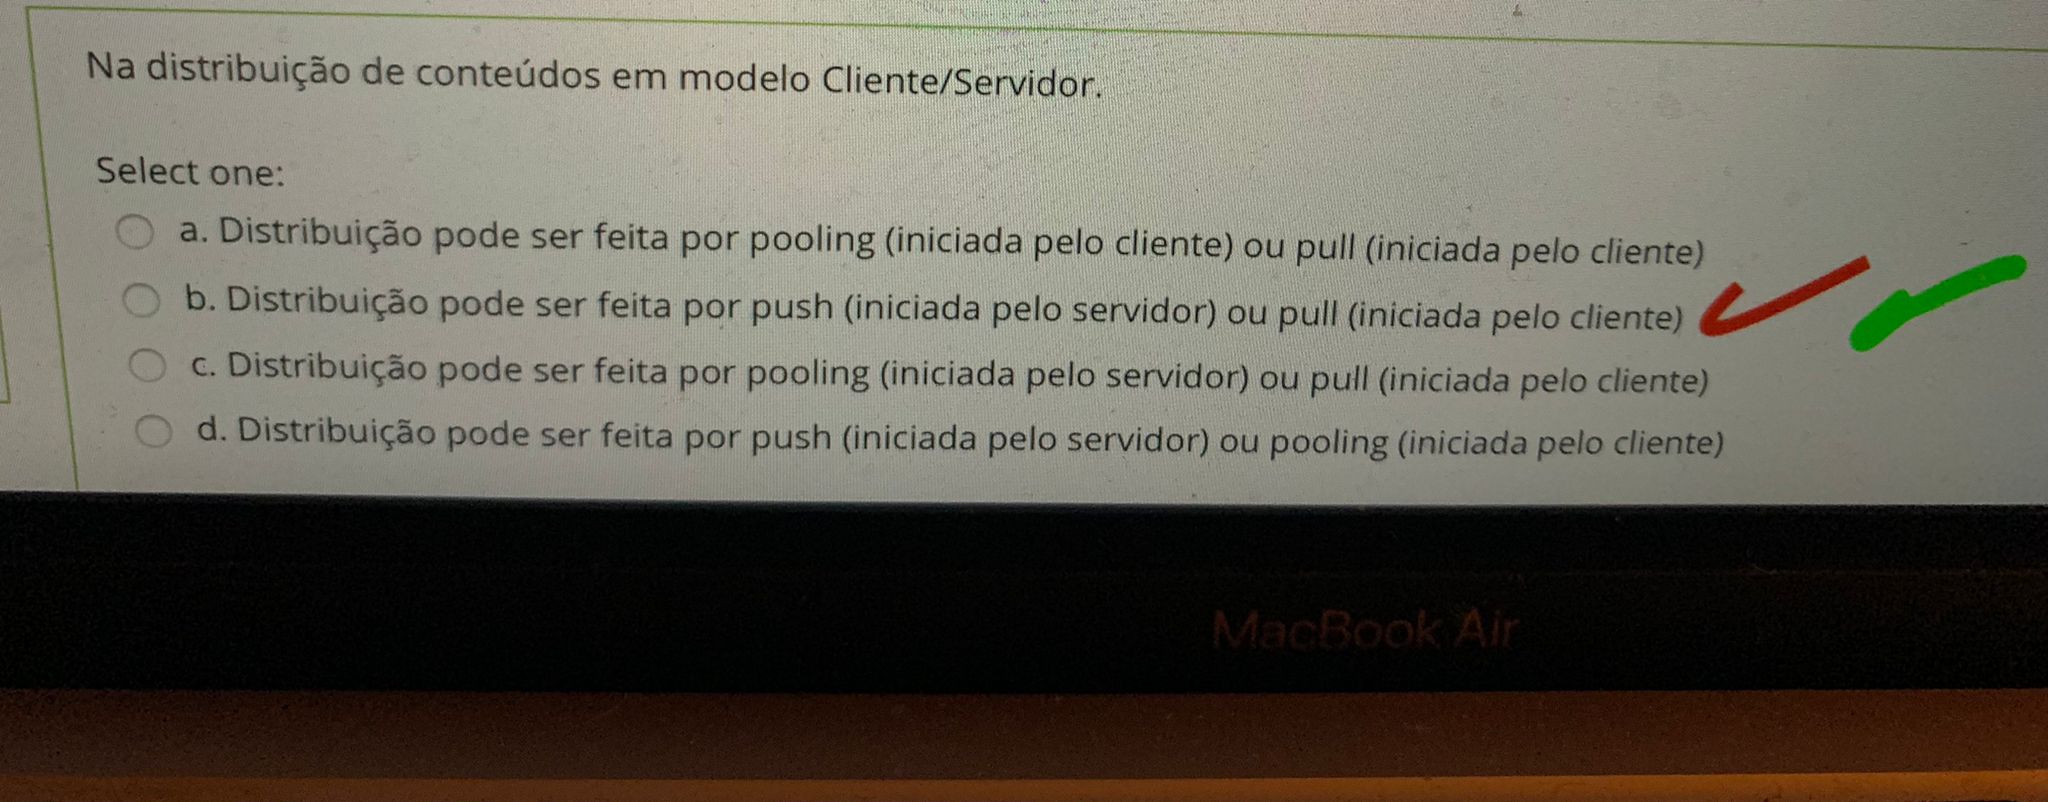 Na distribuição de conteúdos em modelo Cliente/Servidor.
Select one:
a. Distribuição pode ser feita por pooling (iniciada pelo cliente) ou pull (iniciada pelo cliente)
b. Distribuição pode ser feita por push (iniciada pelo servidor) ou pull (iniciada pelo cliente)
c. Distribuição pode ser feita por pooling (iniciada pelo servidor) ou pull (iniciada pelo cliente)
d. Distribuição pode ser feita por push (iniciada pelo servidor) ou pooling (iniciada pelo cliente)
MacBook Air